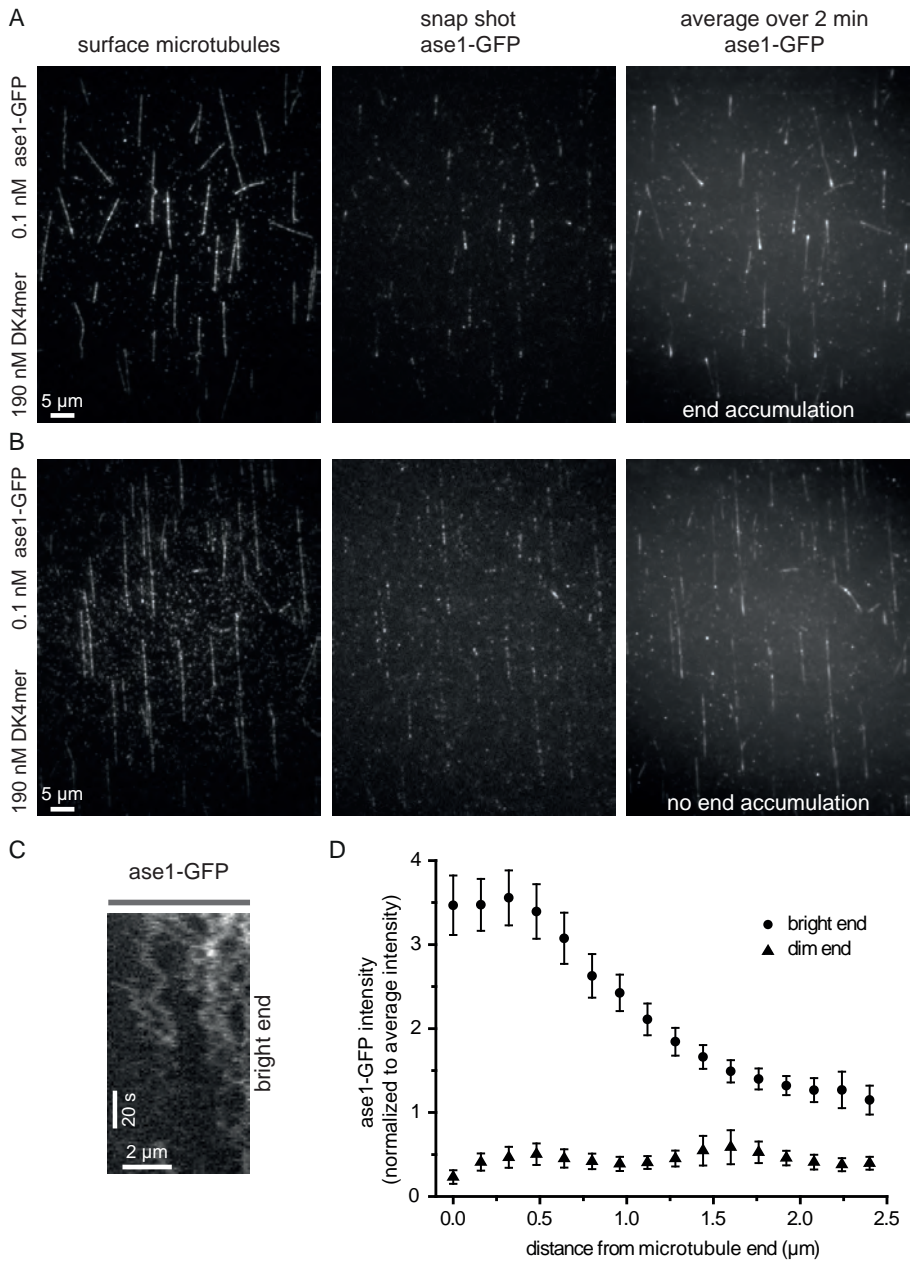 A
surface microtubules
snap shot
ase1-GFP
average over 2 min
ase1-GFP
190 nM DK4mer 0.1 nM ase1-GFP
5 µm
end accumulation
B
190 nM DK4mer 0.1 nM ase1-GFP
5 µm
no end accumulation
C
ase1-GFP
bright end
20 s
2 µm
D
ase1-GFP intensity
(normalized to average intensity)
4
3
2
1
0
bright end
dim end
0.0 0.5 1.0 1.5 2.0 2.5
distance from microtubule end (µm)